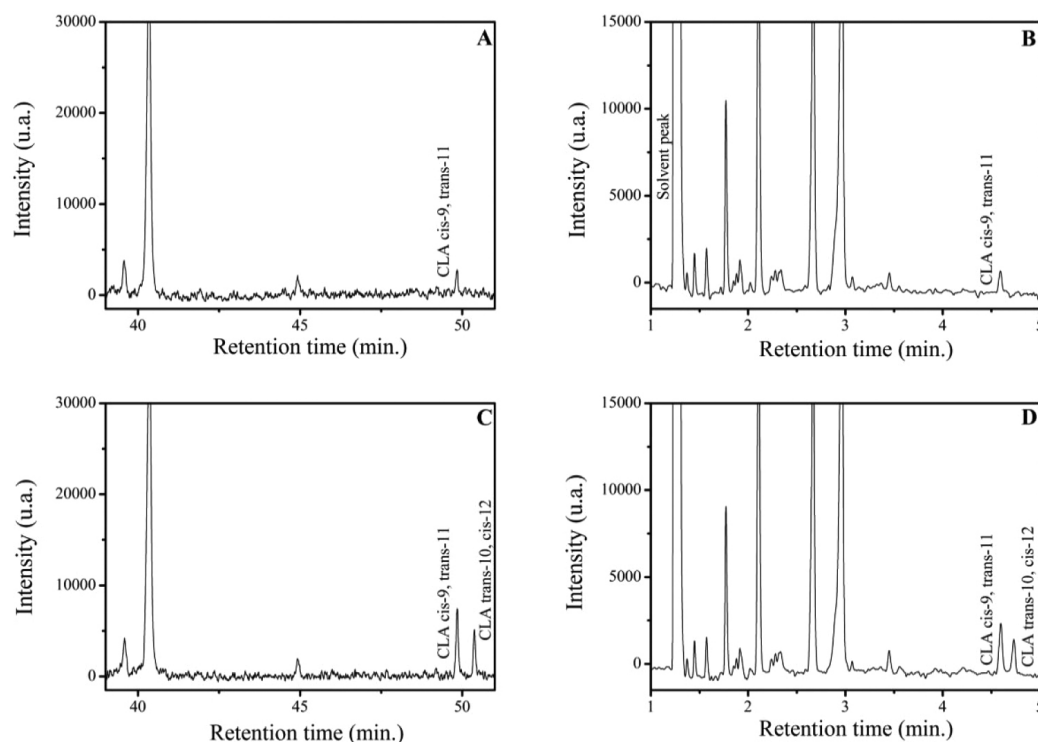 30000
A
20000
10000
0
Intensity (u.a.)
CLA cis-9, trans-11
40
45
50
Retention time (min.)
15000
B
10000
5000
0
Intensity (u.a.)
Solvent peak
CLA cis-9, trans-11
1
2
3
4
5
Retention time (min.)
30000
C
20000
10000
0
Intensity (u.a.)
CLA cis-9, trans-11
CLA trans-10, cis-12
40
45
50
Retention time (min.)
15000
D
10000
5000
0
Intensity (u.a.)
CLA cis-9, trans-11
CLA trans-10, cis-12
1
2
3
4
5
Retention time (min.)